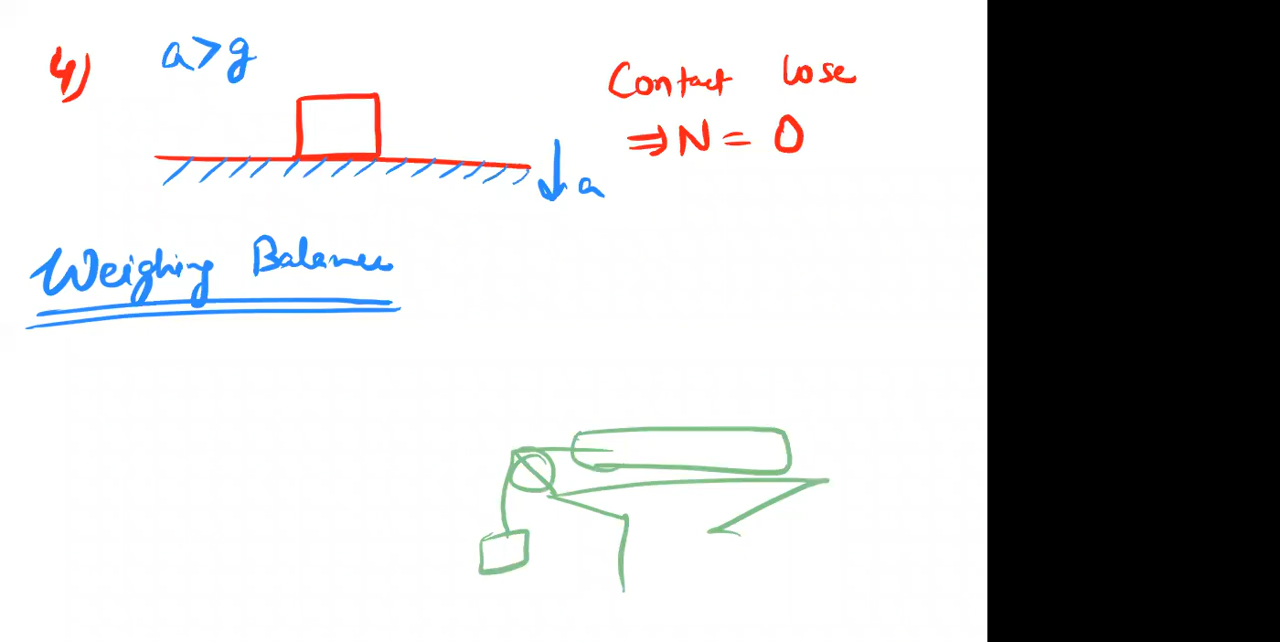 4) a > g
Contact lose
⇒ N = 0
a
Weighing Balance